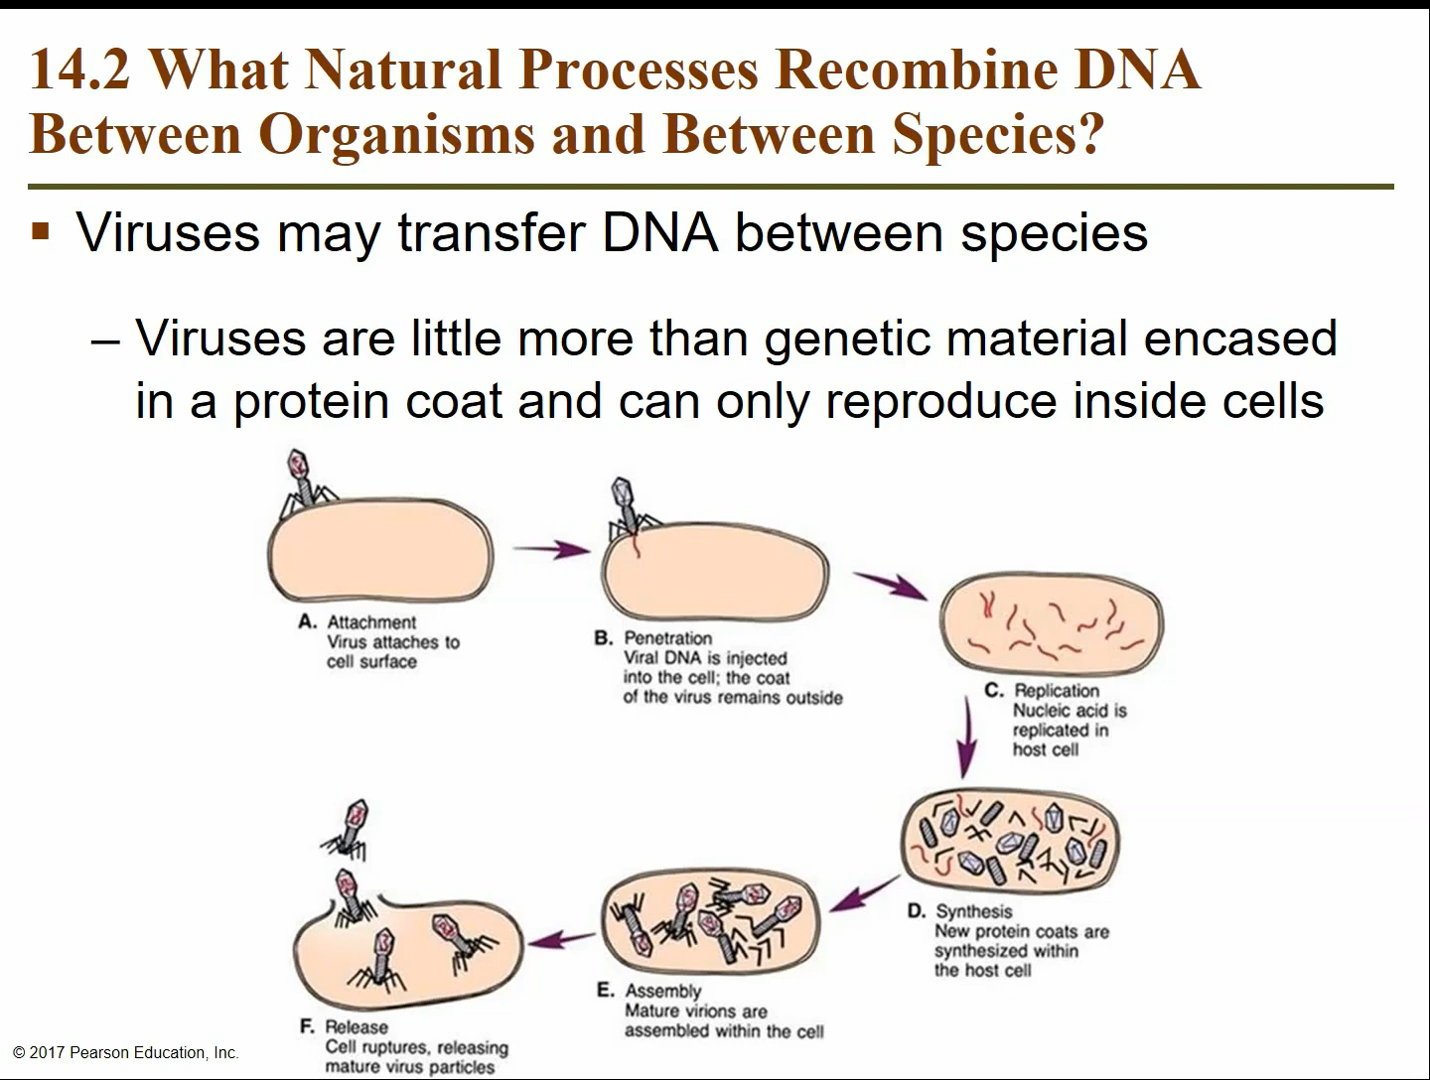 14.2 What Natural Processes Recombine DNA
Between Organisms and Between Species?
▪ Viruses may transfer DNA between species
– Viruses are little more than genetic material encased
in a protein coat and can only reproduce inside cells
A. Attachment
Virus attaches to
cell surface
B. Penetration
Viral DNA is injected
into the cell; the coat
of the virus remains outside
C. Replication
Nucleic acid is
replicated in
host cell
D. Synthesis
New protein coats are
synthesized within
the host cell
E. Assembly
Mature virions are
assembled within the cell
F. Release
Cell ruptures, releasing
mature virus particles
© 2017 Pearson Education, Inc.